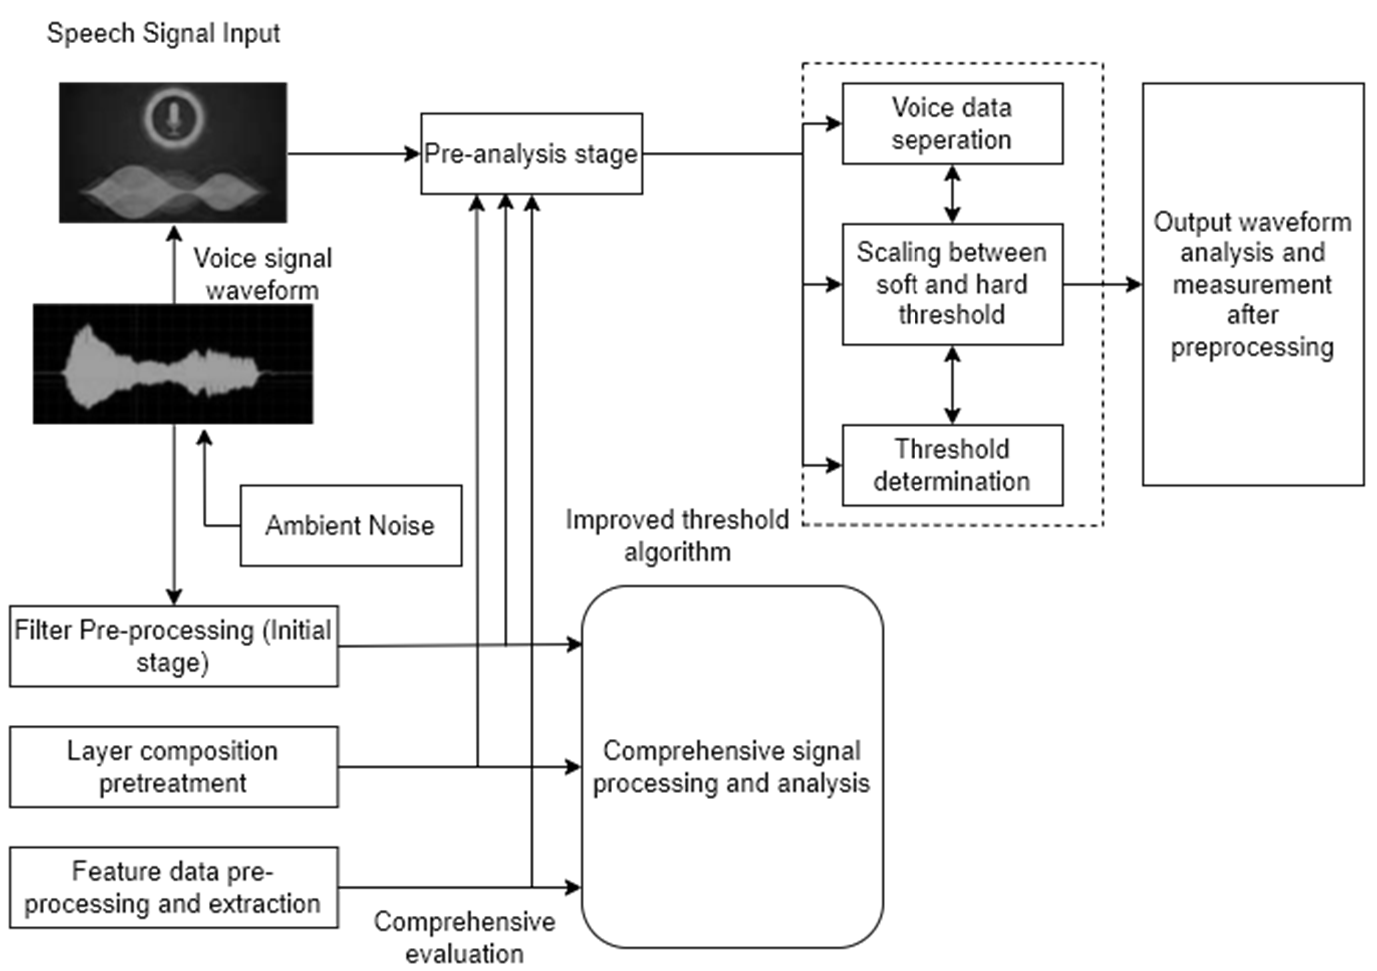 Speech Signal Input
Pre-analysis stage
Voice data
seperation
Voice signal
waveform
Scaling between
soft and hard
threshold
Output waveform
analysis and
measurement
after
preprocessing
Threshold
determination
Ambient Noise
Improved threshold
algorithm
Filter Pre-processing (Initial
stage)
Layer composition
pretreatment
Comprehensive signal
processing and analysis
Feature data pre-
processing and extraction
Comprehensive
evaluation